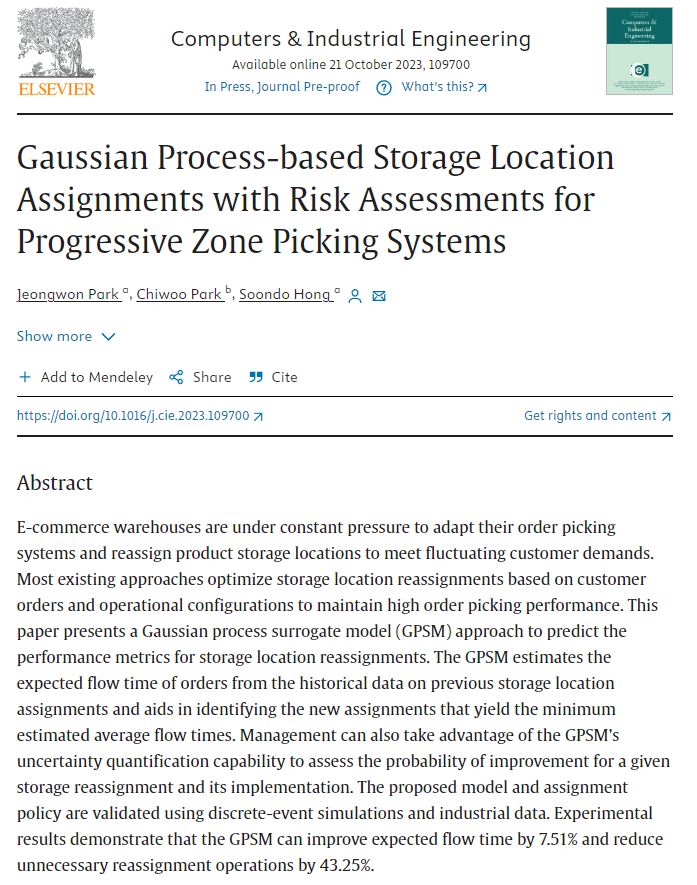 ELSEVIER
Computers & Industrial Engineering
Available online 21 October 2023, 109700
In Press, Journal Pre-proof ? What's this? ↗
Computers &
Industrial
Engineering
Gaussian Process-based Storage Location
Assignments with Risk Assessments for
Progressive Zone Picking Systems
Jeongwon Park a, Chiwoo Park b, Soondo Hong a
Show more
+ Add to Mendeley Share Cite
https://doi.org/10.1016/j.cie.2023.109700 ↗ Get rights and content ↗
Abstract
E-commerce warehouses are under constant pressure to adapt their order picking
systems and reassign product storage locations to meet fluctuating customer demands.
Most existing approaches optimize storage location reassignments based on customer
orders and operational configurations to maintain high order picking performance. This
paper presents a Gaussian process surrogate model (GPSM) approach to predict the
performance metrics for storage location reassignments. The GPSM estimates the
expected flow time of orders from the historical data on previous storage location
assignments and aids in identifying the new assignments that yield the minimum
estimated average flow times. Management can also take advantage of the GPSM's
uncertainty quantification capability to assess the probability of improvement for a given
storage reassignment and its implementation. The proposed model and assignment
policy are validated using discrete-event simulations and industrial data. Experimental
results demonstrate that the GPSM can improve expected flow time by 7.51% and reduce
unnecessary reassignment operations by 43.25%.